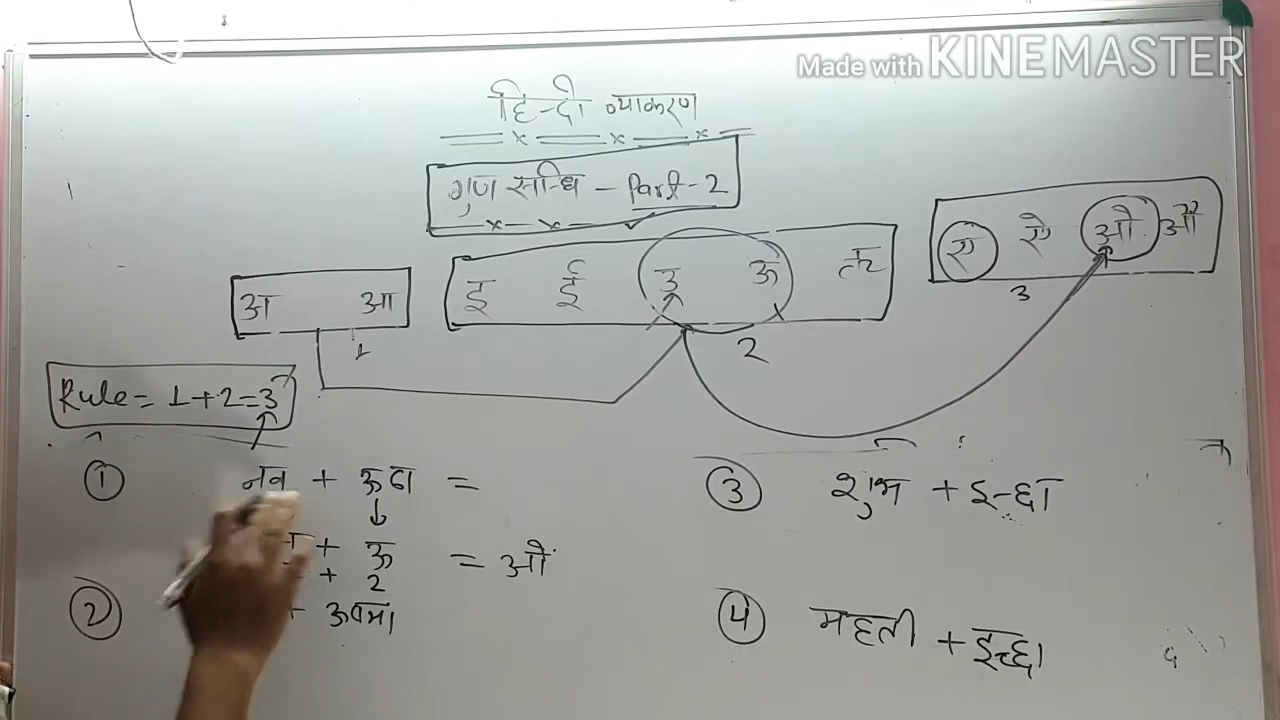 Made with KINEMASTER
हिन्दी व्याकरण
गुण सन्धि - Part-2
अ आ
इ ई उ ऊ ऋ
ए ऐ ओ औ
1
2
3
Rule = 1+2=3
① नव + ऊढा =
+ ऊ = ओ
+ 2
② + ऊष्मा
③ शुभ + इच्छा
④ महती + इच्छा